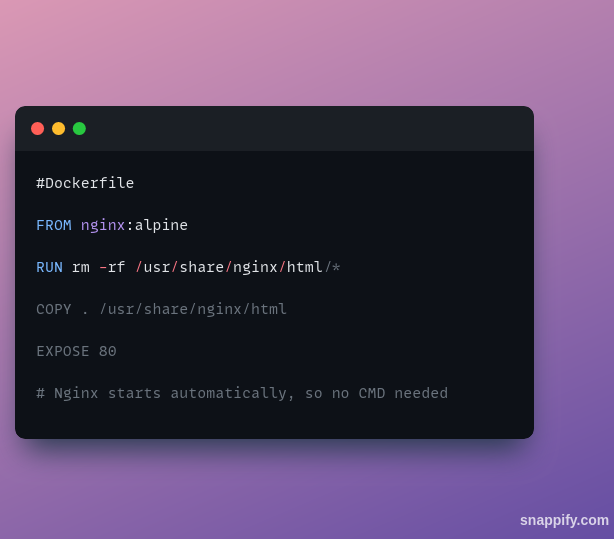 #Dockerfile
FROM nginx:alpine
RUN rm -rf /usr/share/nginx/html/*
COPY . /usr/share/nginx/html
EXPOSE 80
# Nginx starts automatically, so no CMD needed
snappify.com